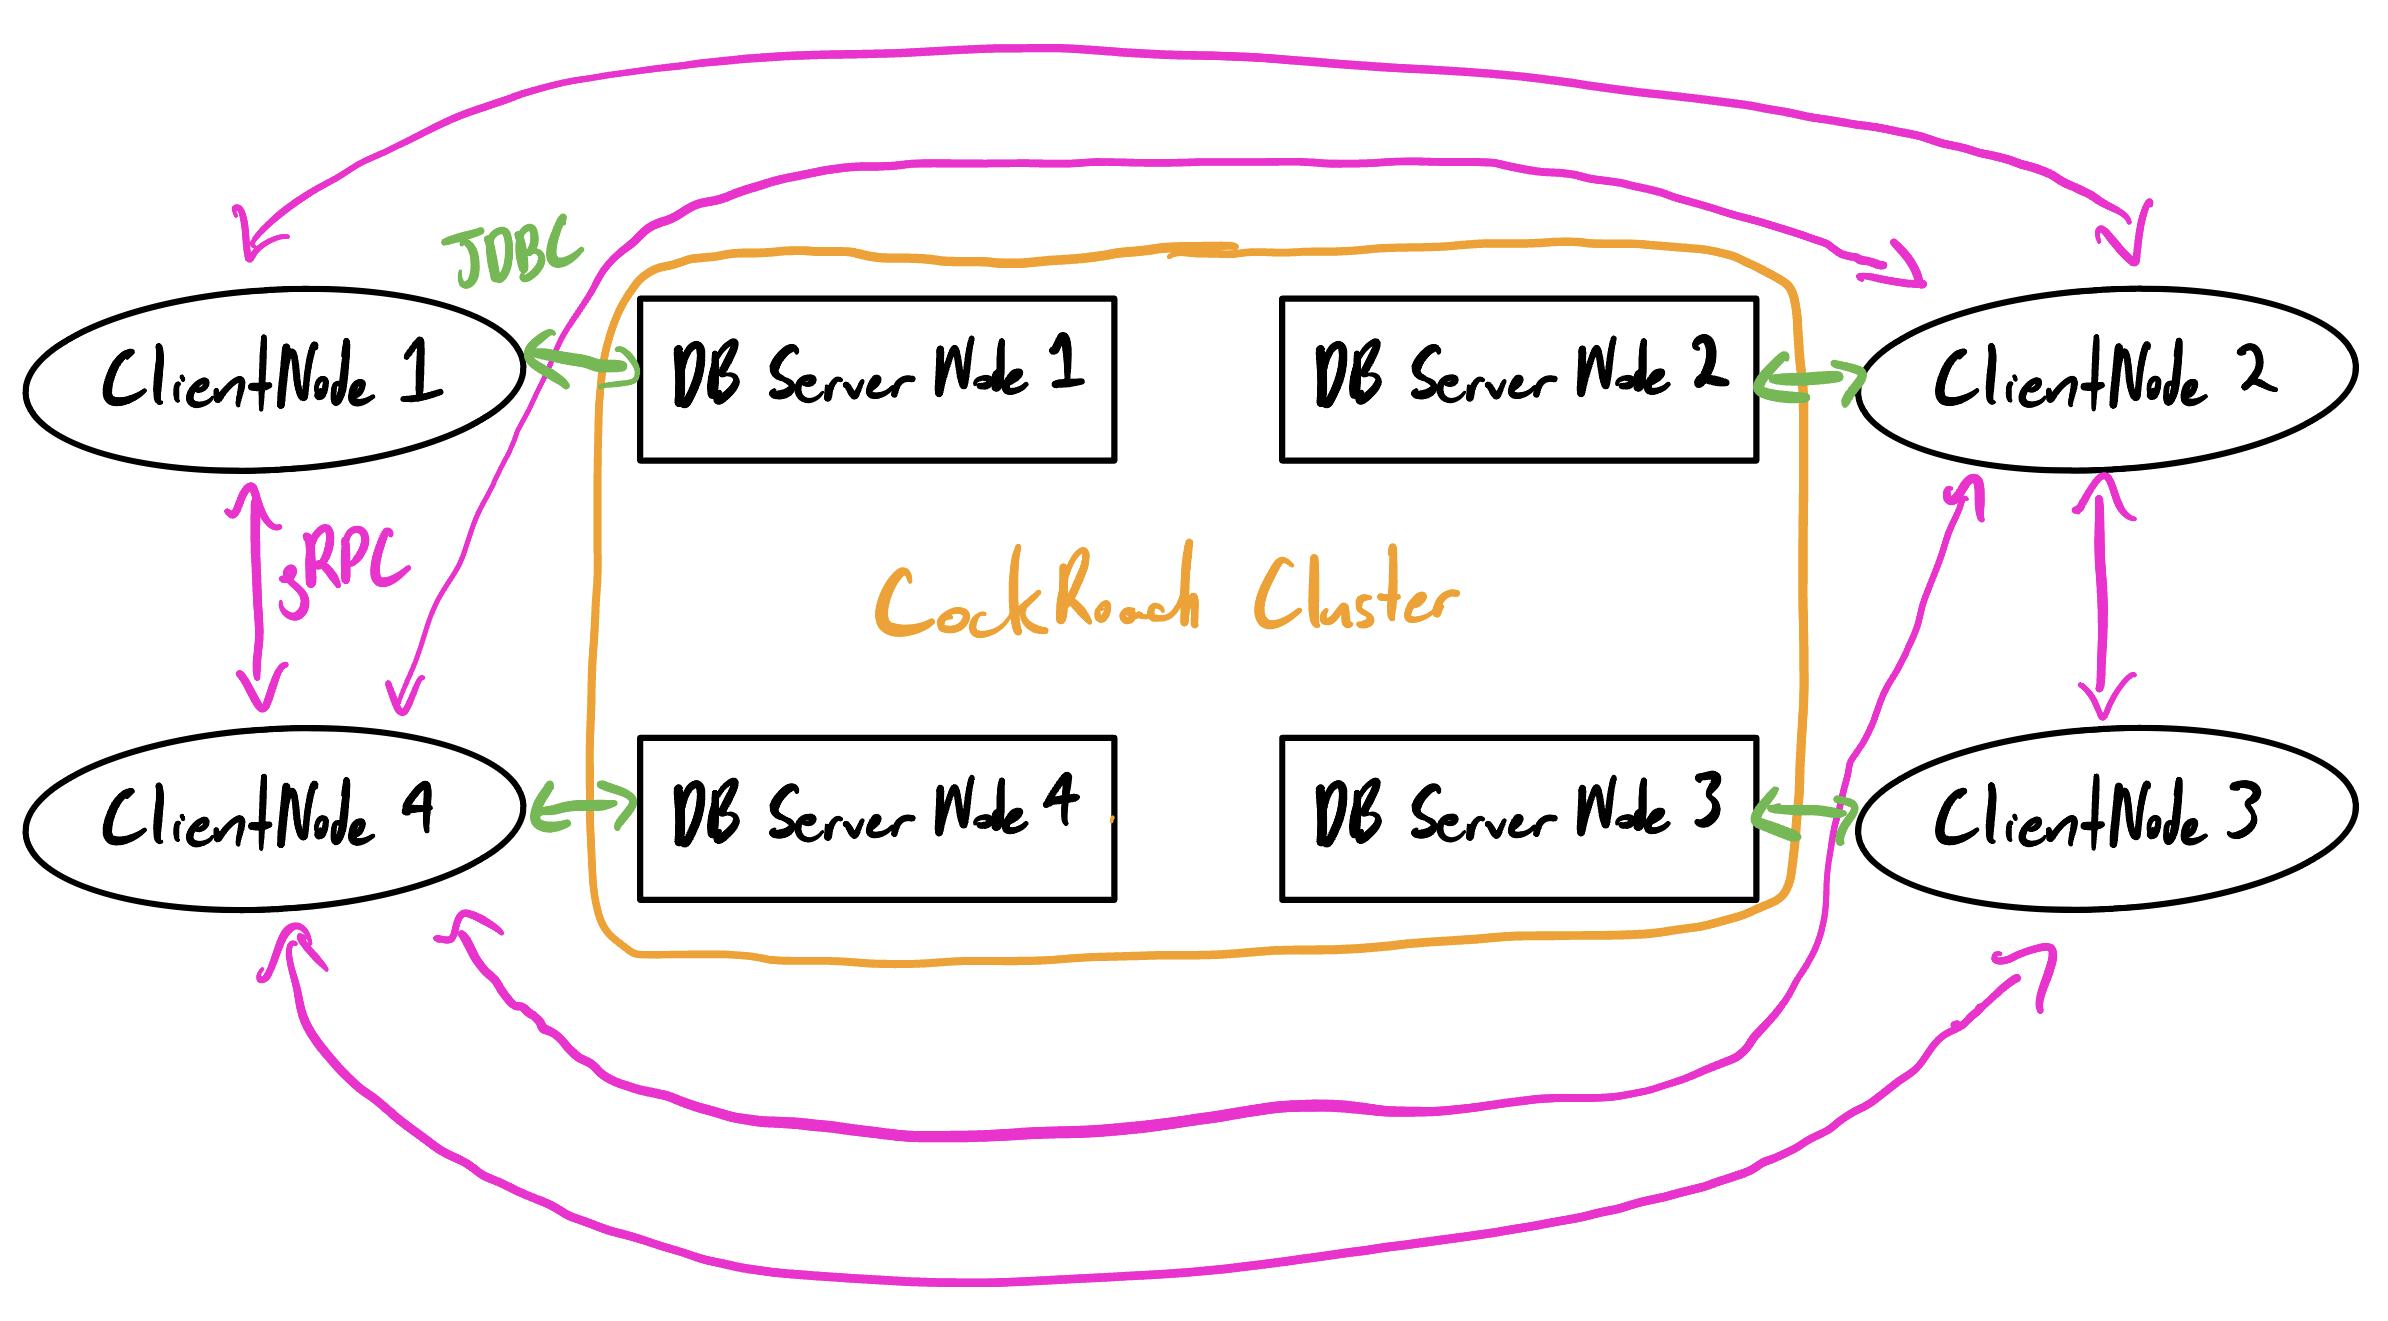 JDBC
ClientNode 1
DB Server Node 1
DB Server Node 2
ClientNode 2
gRPC
CockRoach Cluster
ClientNode 4
DB Server Node 4
DB Server Node 3
ClientNode 3